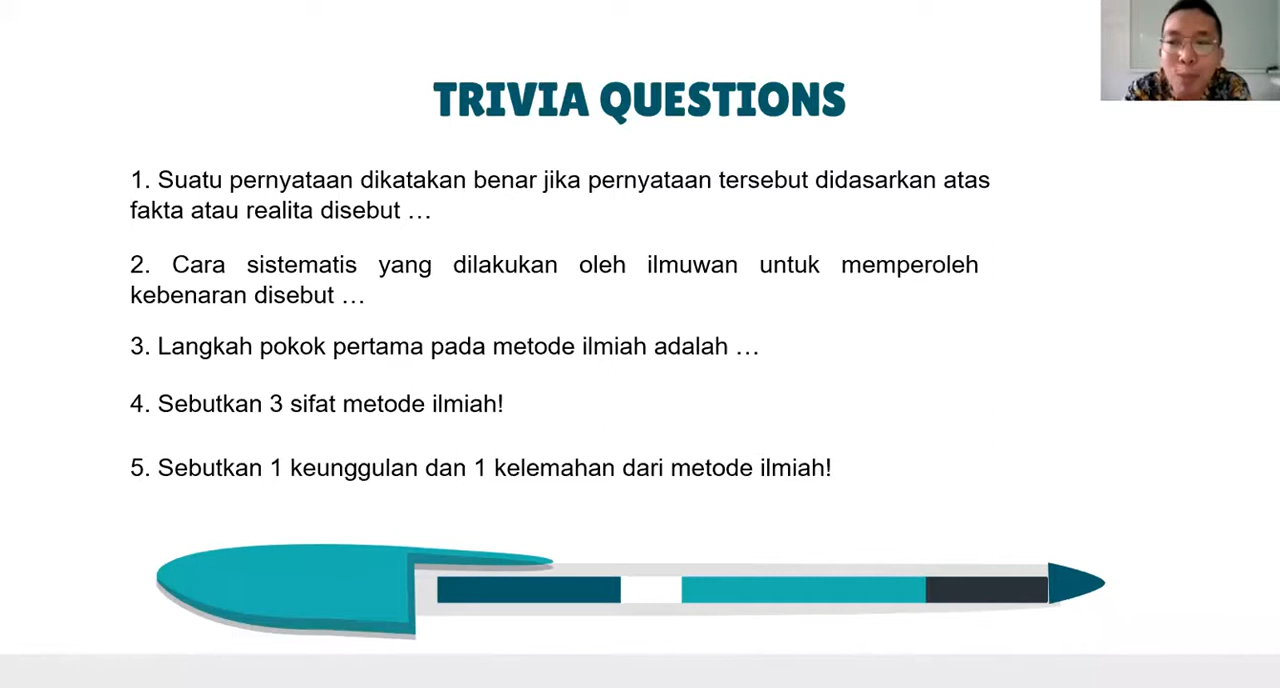 TRIVIA QUESTIONS
1. Suatu pernyataan dikatakan benar jika pernyataan tersebut didasarkan atas
fakta atau realita disebut …
2. Cara sistematis yang dilakukan oleh ilmuwan untuk memperoleh
kebenaran disebut …
3. Langkah pokok pertama pada metode ilmiah adalah …
4. Sebutkan 3 sifat metode ilmiah!
5. Sebutkan 1 keunggulan dan 1 kelemahan dari metode ilmiah!